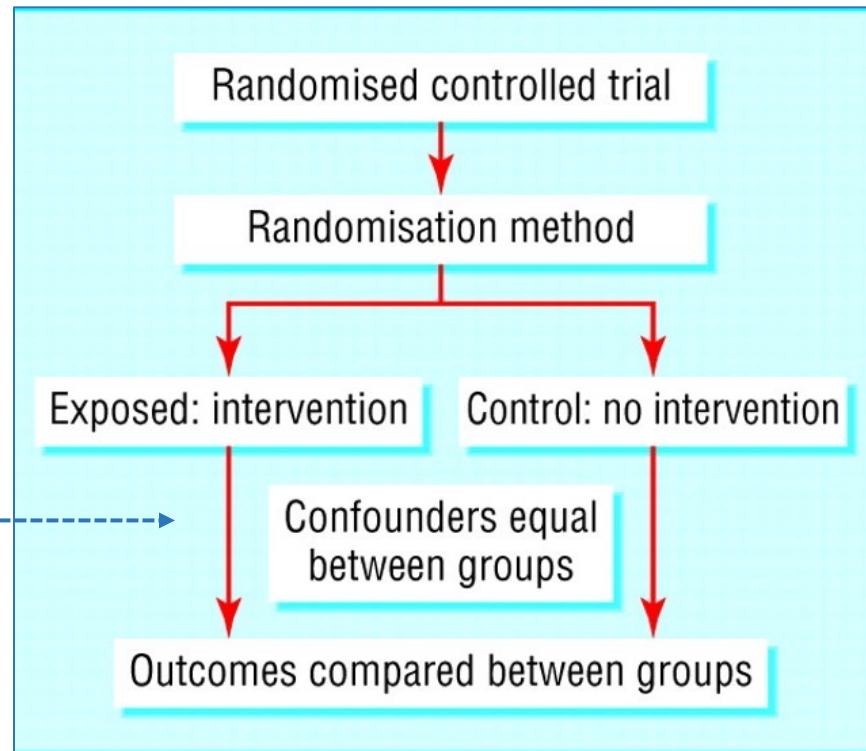 Randomised controlled trial
Randomisation method
Exposed: intervention
Control: no intervention
Confounders equal
between groups
Outcomes compared between groups